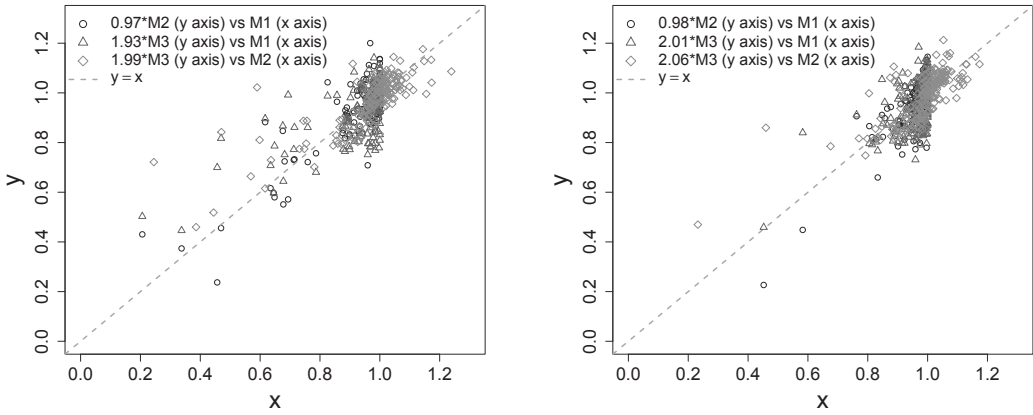 0.97*M2 (y axis) vs M1 (x axis)
1.93*M3 (y axis) vs M1 (x axis)
1.99*M3 (y axis) vs M2 (x axis)
y = x
y
0.0 0.2 0.4 0.6 0.8 1.0 1.2
0.0 0.2 0.4 0.6 0.8 1.0 1.2
x
0.98*M2 (y axis) vs M1 (x axis)
2.01*M3 (y axis) vs M1 (x axis)
2.06*M3 (y axis) vs M2 (x axis)
y = x
y
0.0 0.2 0.4 0.6 0.8 1.0 1.2
0.0 0.2 0.4 0.6 0.8 1.0 1.2
x